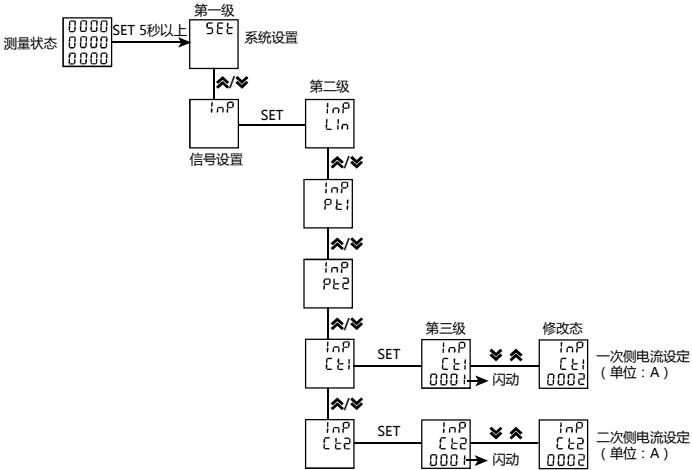 第一级
测量状态
0000
0000
0000
SET 5秒以上
SEt
系统设置
InP
信号设置
SET
第二级
InP
LIn
InP
Pt1
InP
Pt2
InP
Ct1
SET
第三级
InP
Ct1
0001
闪动
修改态
InP
Ct1
0002
一次侧电流设定
(单位:A)
InP
Ct2
SET
InP
Ct2
0001
闪动
InP
Ct2
0002
二次侧电流设定
(单位:A)